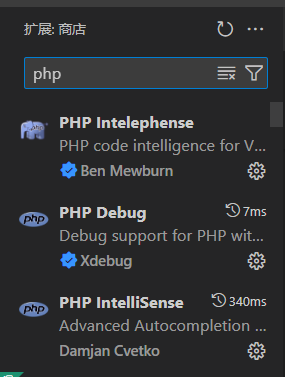 扩展: 商店
php
PHP Intelephense
PHP code intelligence for V...
Ben Mewburn
php
PHP Debug
7ms
Debug support for PHP wit...
Xdebug
php
PHP IntelliSense
340ms
Advanced Autocompletion ...
Damjan Cvetko